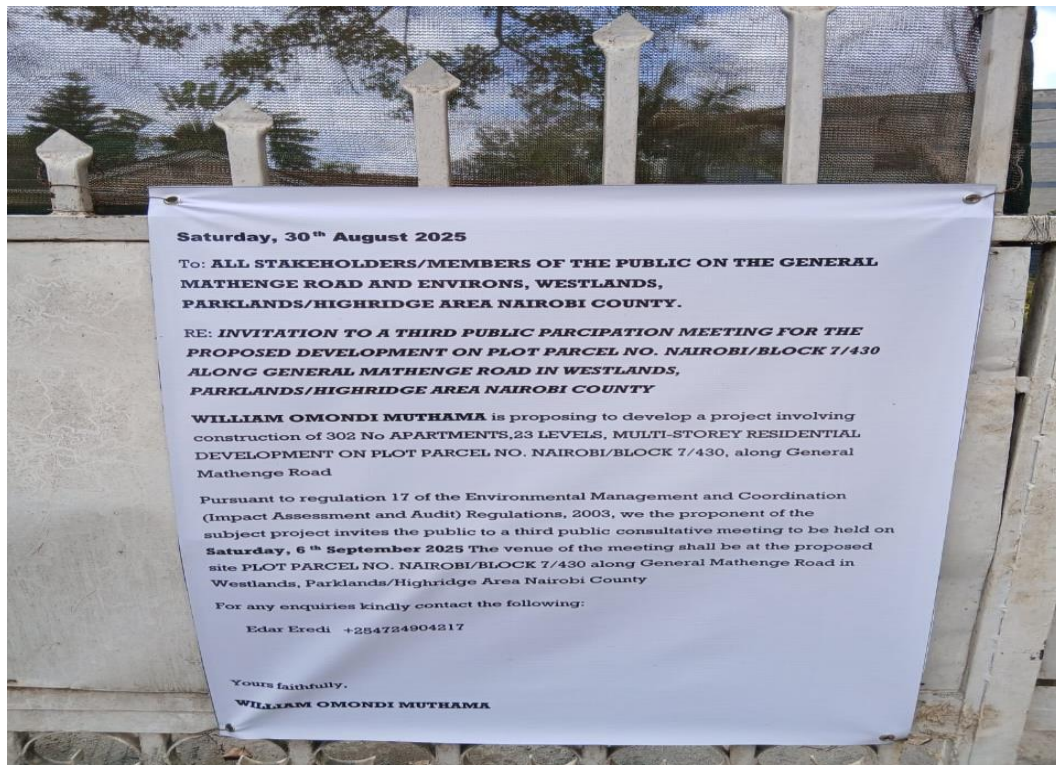 Saturday, 30th August 2025
To: ALL STAKEHOLDERS/MEMBERS OF THE PUBLIC ON THE GENERAL
MATHENGE ROAD AND ENVIRONS, WESTLANDS,
PARKLANDS/HIGHRIDGE AREA NAIROBI COUNTY.
RE: INVITATION TO A THIRD PUBLIC PARCIPATION MEETING FOR THE
PROPOSED DEVELOPMENT ON PLOT PARCEL NO. NAIROBI/BLOCK 7/430
ALONG GENERAL MATHENGE ROAD IN WESTLANDS,
PARKLANDS/HIGHRIDGE AREA NAIROBI COUNTY
WILLIAM OMONDI MUTHAMA is proposing to develop a project involving
construction of 302 No APARTMENTS,23 LEVELS, MULTI-STOREY RESIDENTIAL
DEVELOPMENT ON PLOT PARCEL NO. NAIROBI/BLOCK 7/430, along General
Mathenge Road
Pursuant to regulation 17 of the Environmental Management and Coordination
(Impact Assessment and Audit) Regulations, 2003, we the proponent of the
subject project invites the public to a third public consultative meeting to be held on
Saturday, 6 th September 2025 The venue of the meeting shall be at the proposed
site PLOT PARCEL NO. NAIROBI/BLOCK 7/430 along General Mathenge Road in
Westlands, Parklands/Highridge Area Nairobi County
For any enquiries kindly contact the following:
Edar Eredi +254724904217
Yours faithfully,
WILLIAM OMONDI MUTHAMA